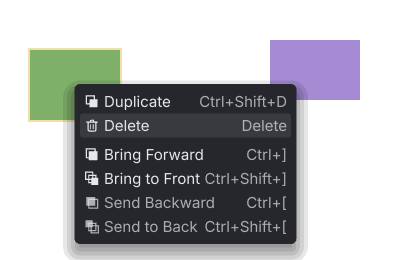 Duplicate Ctrl+Shift+D
Delete Delete
Bring Forward Ctrl+]
Bring to Front Ctrl+Shift+]
Send Backward Ctrl+[
Send to Back Ctrl+Shift+[